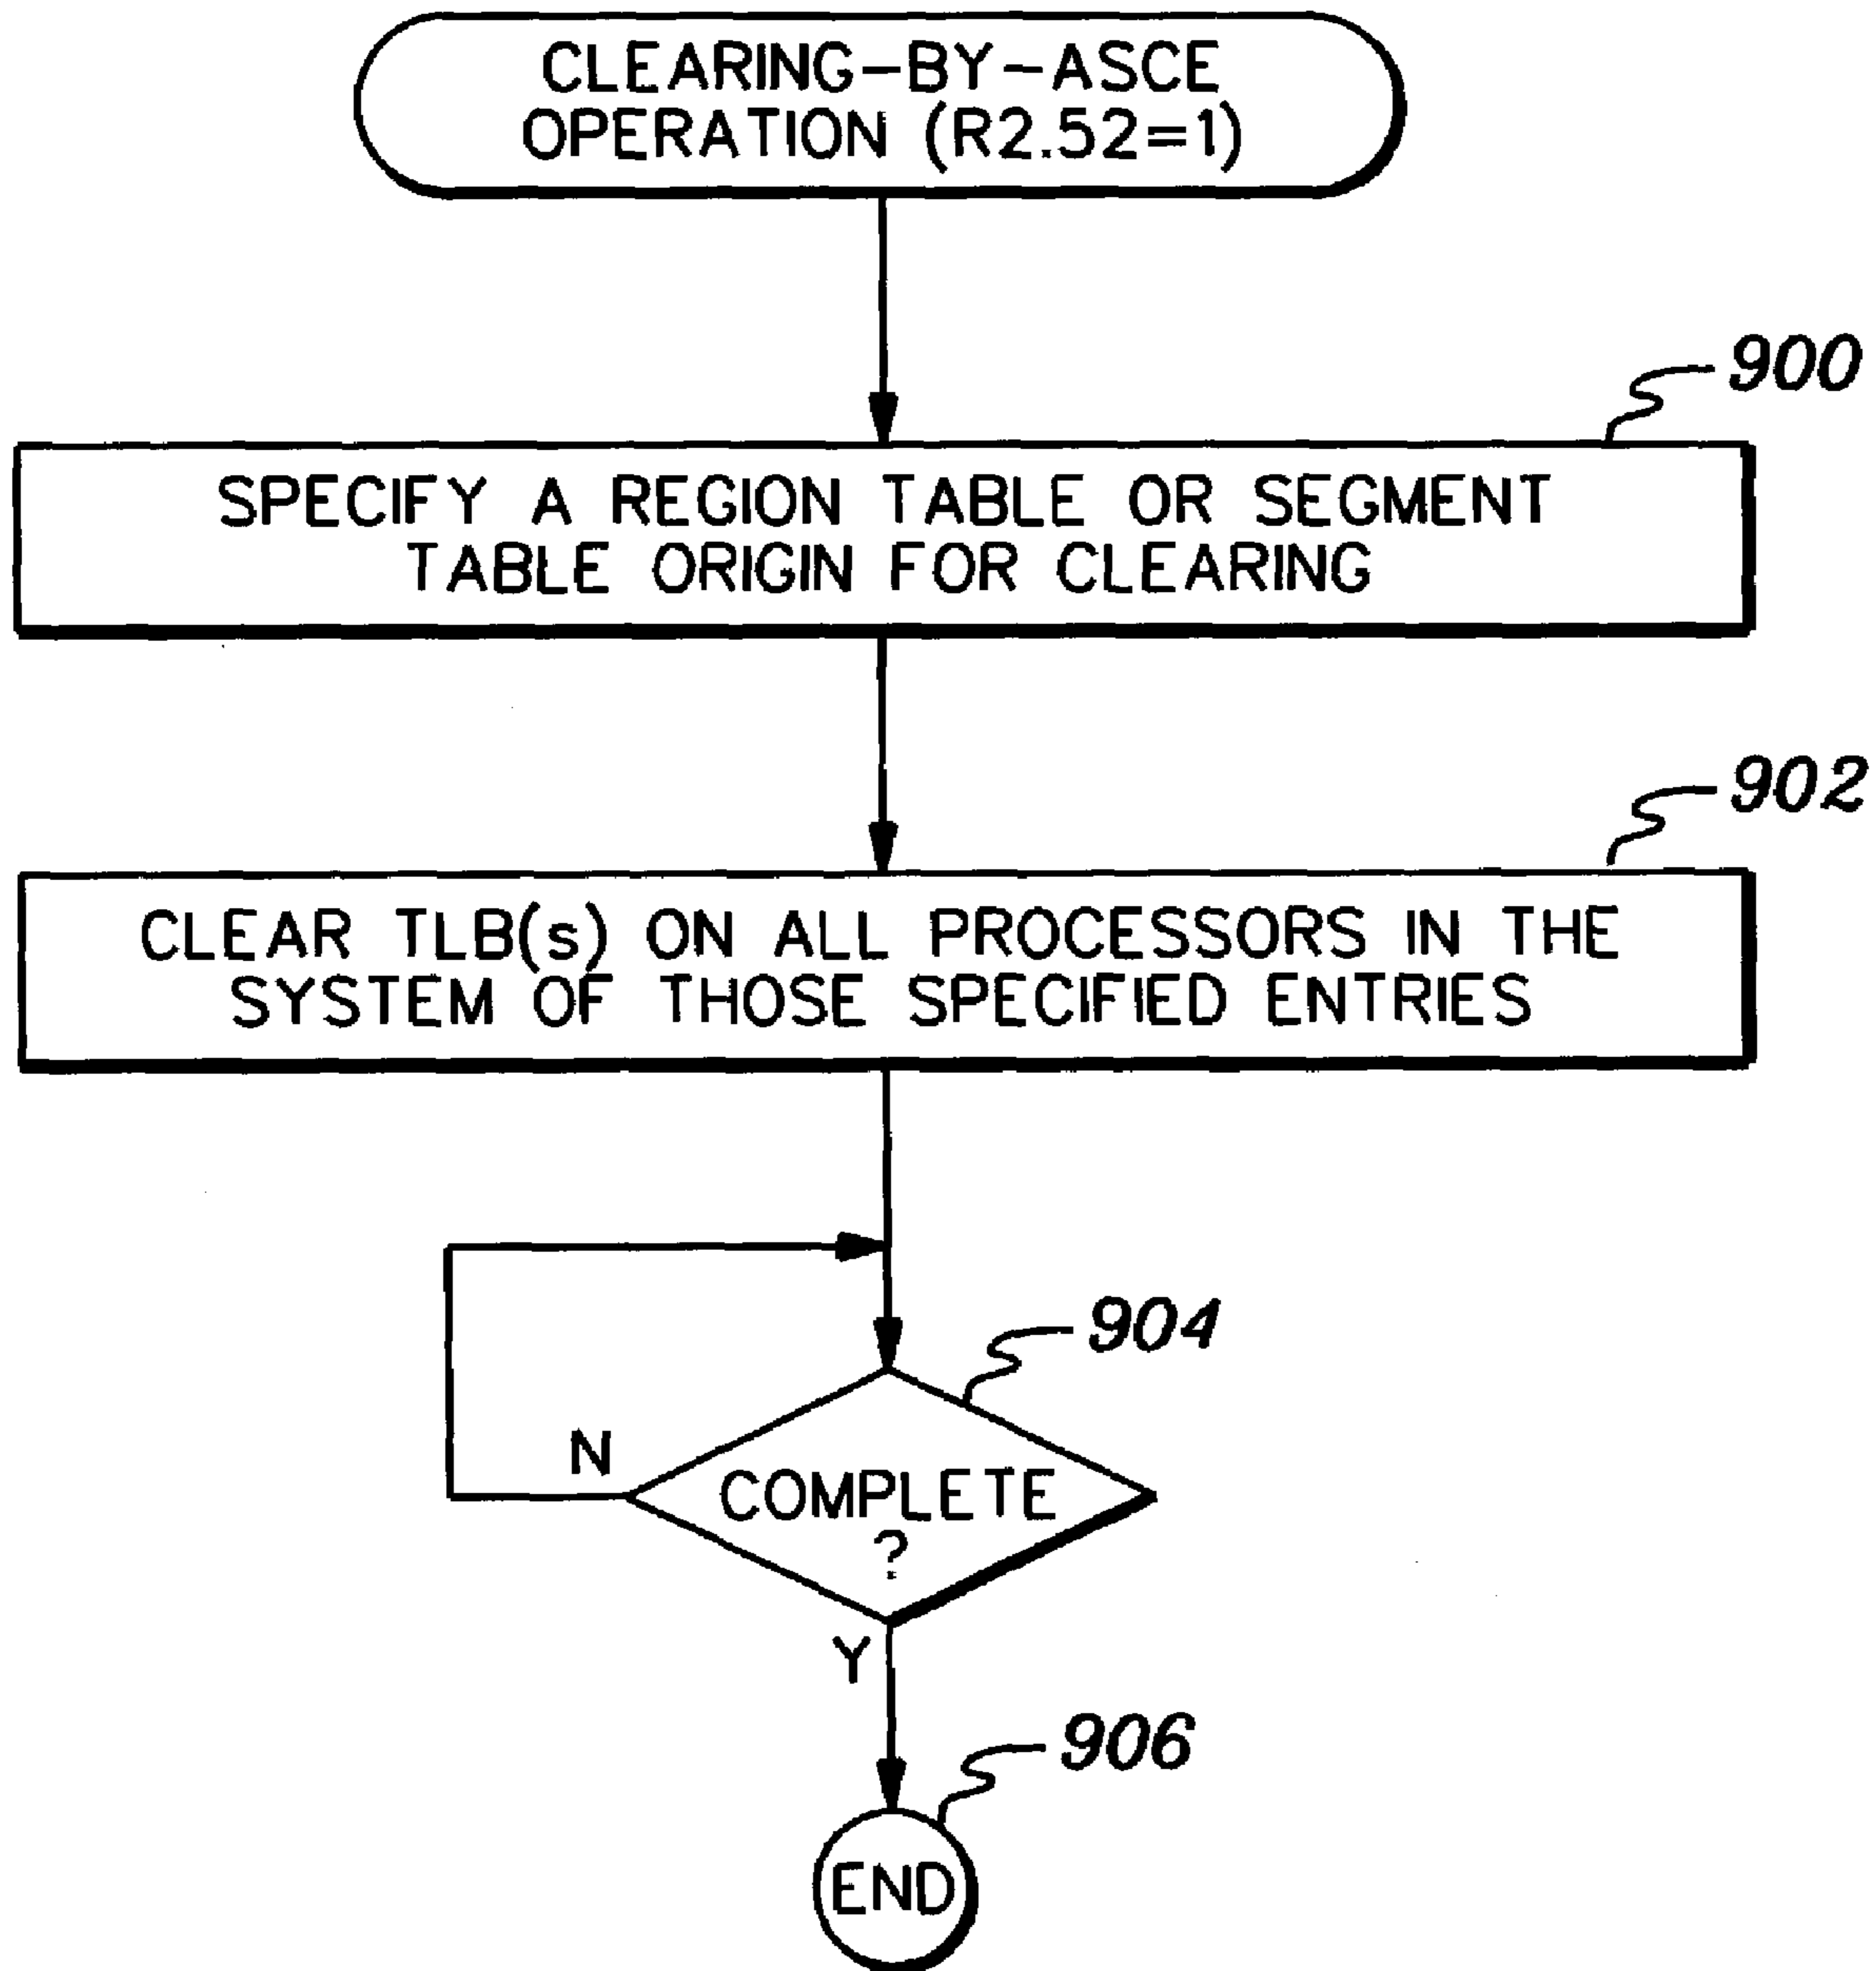 CLEARING-BY-ASCE
OPERATION (R2.52=1)
900
SPECIFY A REGION TABLE OR SEGMENT
TABLE ORIGIN FOR CLEARING
902
CLEAR TLB(s) ON ALL PROCESSORS IN THE
SYSTEM OF THOSE SPECIFIED ENTRIES
904
N
COMPLETE
?
Y
906
END